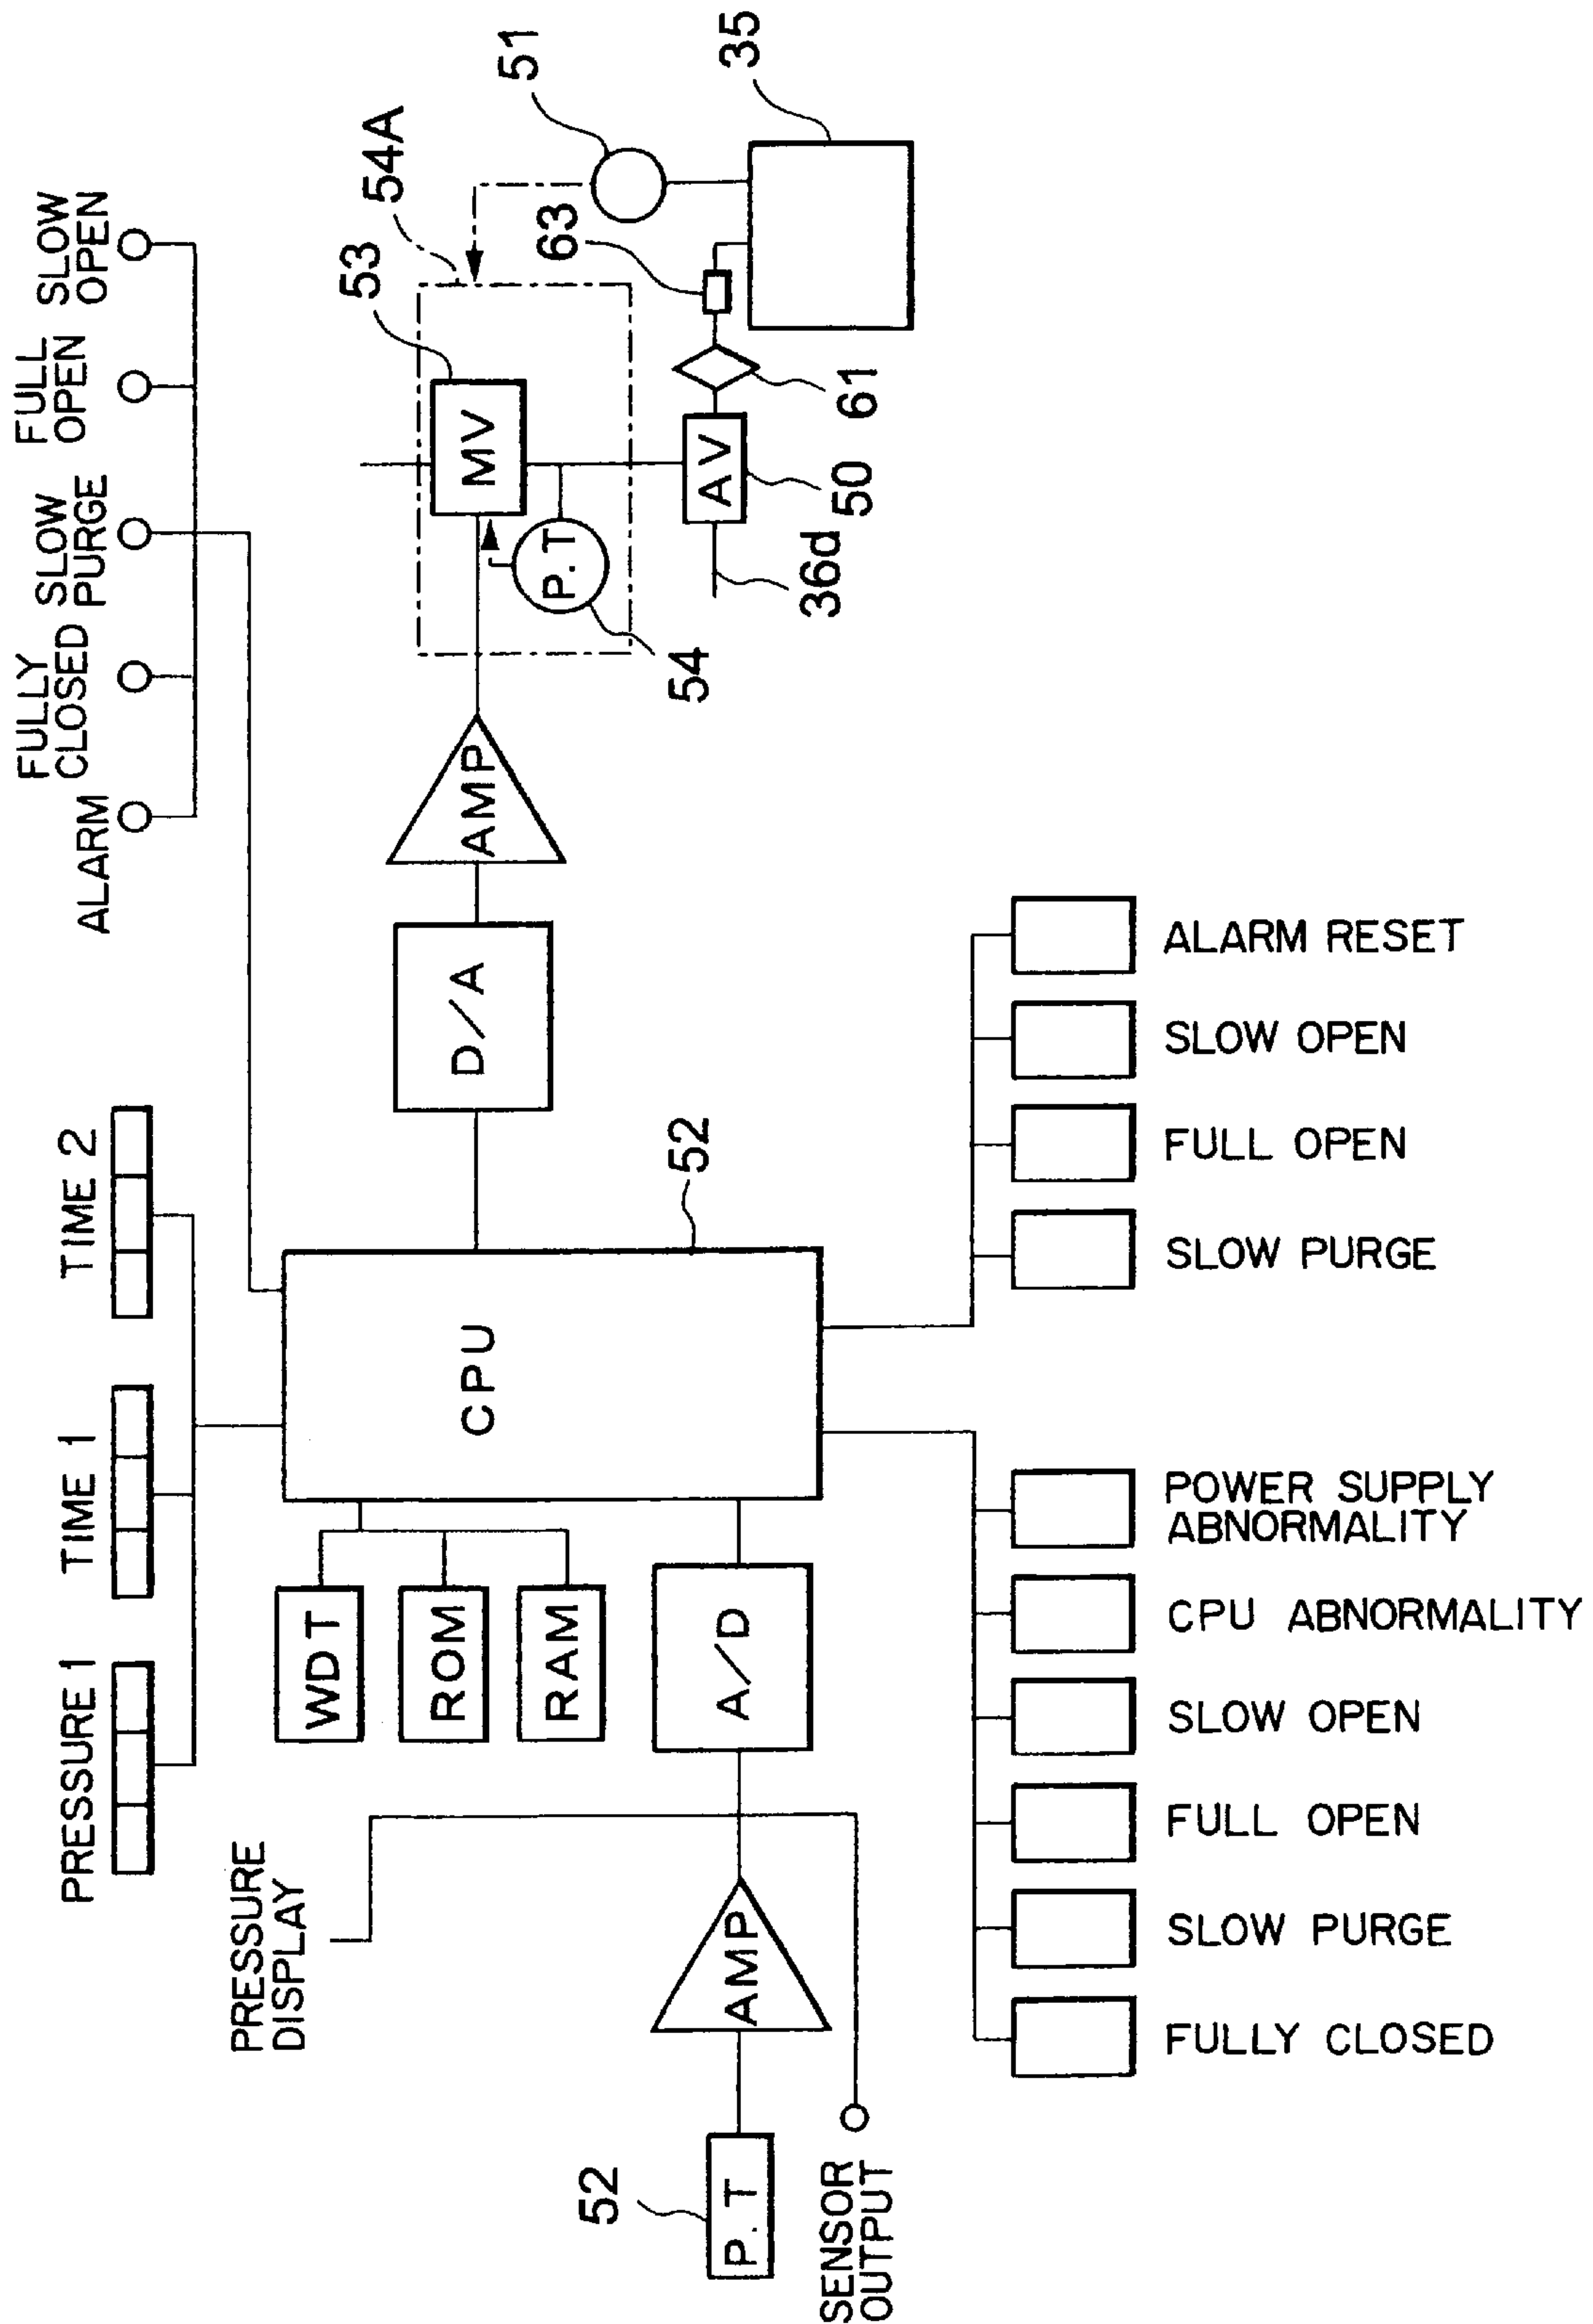 PRESSURE 1
TIME 1
TIME 2
ALARM
FULLY
CLOSED
SLOW
PURGE
FULL
OPEN
SLOW
OPEN
PRESSURE
DISPLAY
WDT
ROM
RAM
CPU
52
D/A
AMP
MV
53
54A
P. T
54
AV
50
36d
61
63
51
35
52
P. T
AMP
A/D
SENSOR
OUTPUT
FULLY CLOSED
SLOW PURGE
FULL OPEN
SLOW OPEN
CPU ABNORMALITY
POWER SUPPLY
ABNORMALITY
SLOW PURGE
FULL OPEN
SLOW OPEN
ALARM RESET